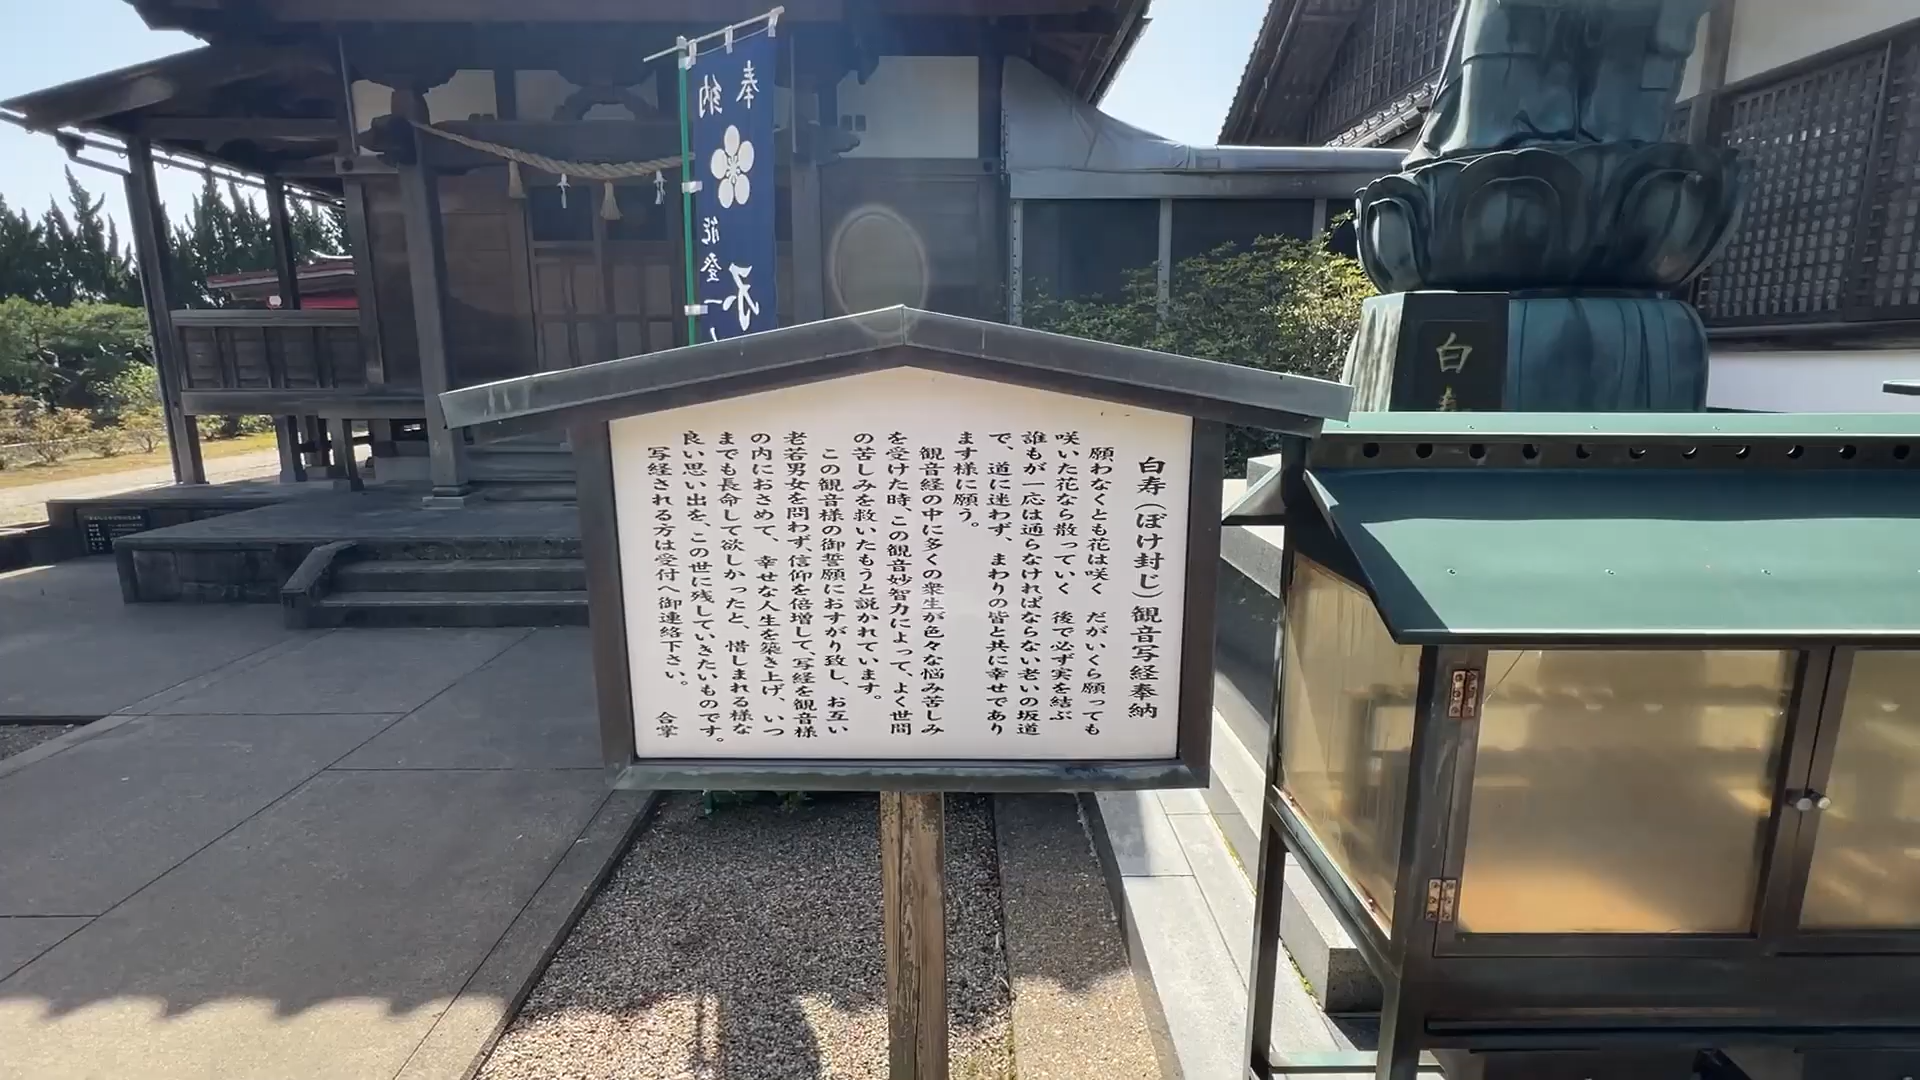 白寿(ぼけ封じ)観音写経奉納
願わなくとも花は咲く だがいくら願っても
咲いた花なら散っていく 後で必ず実を結ぶ
誰もが一応は通らなければならない老いの坂道
で、道に迷わず、まわりの皆と共に幸せであり
ます様に願う。
観音経の中に多くの衆生が色々な悩み苦しみ
を受けた時、この観音妙智力によって、よく世間
の苦しみを救いたもうと説かれています。
この観音様の御誓願におすがり致し、お互い
老若男女を問わず、信仰を倍増して、写経を観音様
の内におさめて、幸せな人生を築き上げ、いつ
までも長命して欲しかったと、惜しまれる様な
良い思い出を、この世に残していきたいものです。
写経される方は受付へ御連絡下さい。 合掌
奉納
能登一
白